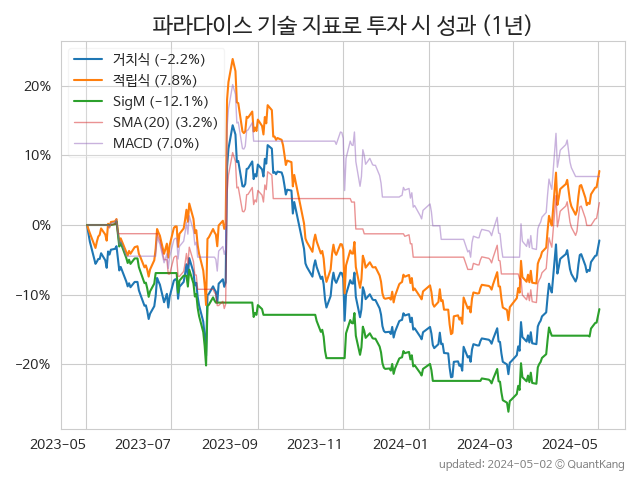 파라다이스 기술 지표로 투자 시 성과 (1년)
거치식 (−2.2%)
적립식 (7.8%)
SigM (−12.1%)
SMA(20) (3.2%)
MACD (7.0%)
20%
10%
0%
−10%
−20%
2023-05 2023-07 2023-09 2023-11 2024-01 2024-03 2024-05
updated: 2024-05-02 © QuantKang